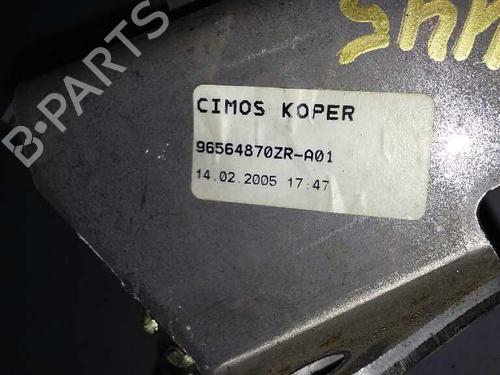 CIMOS KOPER
96564870ZR-A01
14.02.2005 17:47
B-PARTS